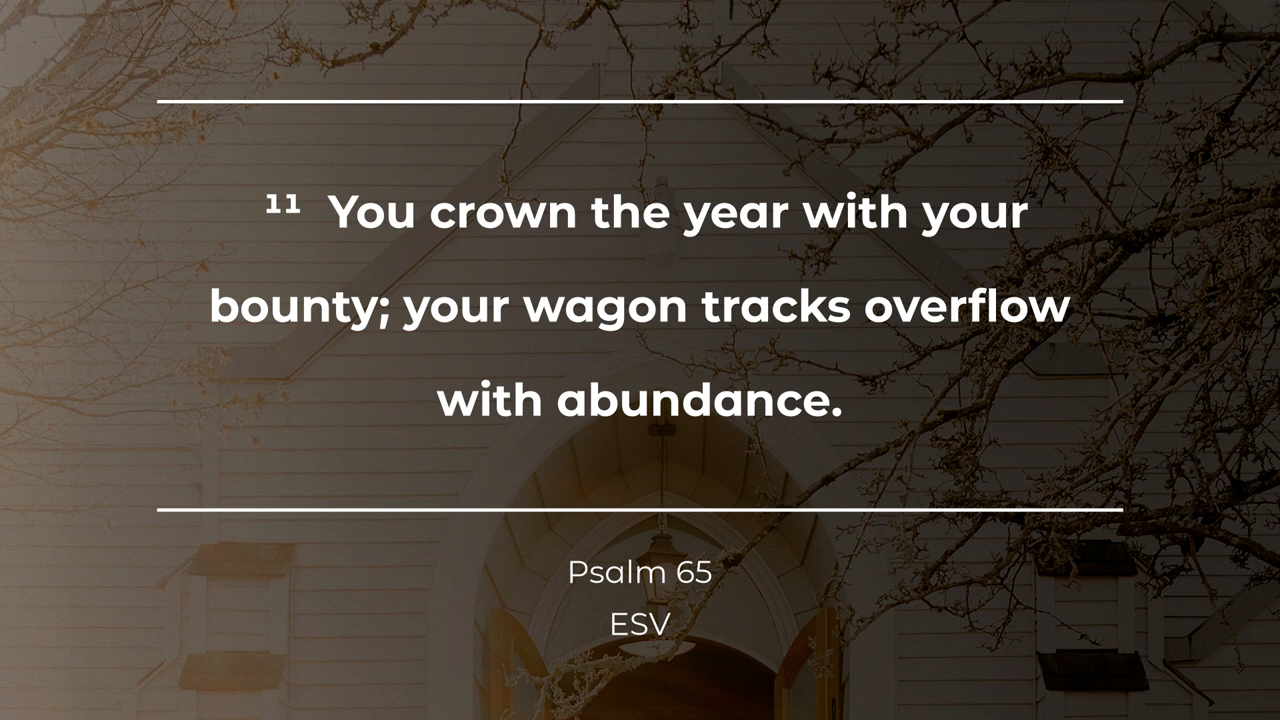 ¹¹ You crown the year with your
bounty; your wagon tracks overflow
with abundance.
Psalm 65
ESV